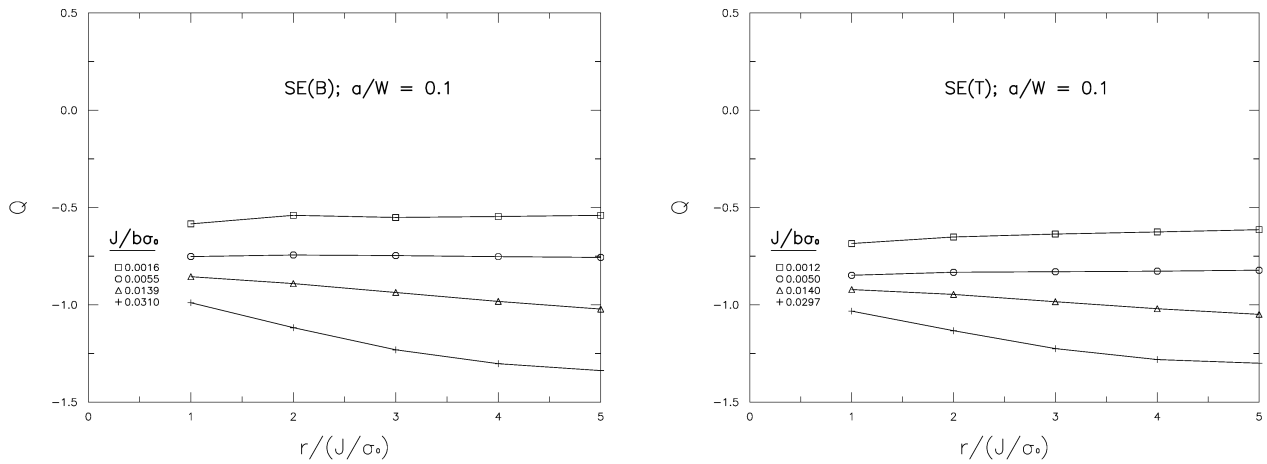 0.5
0.0
−0.5
−1.0
−1.5
Q
SE(B); a/W = 0.1
J/bσ₀
0.0016
0.0055
0.0139
0.0310
0 1 2 3 4 5
r/(J/σ₀)
0.5
0.0
−0.5
−1.0
−1.5
Q
SE(T); a/W = 0.1
J/bσ₀
0.0012
0.0050
0.0140
0.0297
0 1 2 3 4 5
r/(J/σ₀)